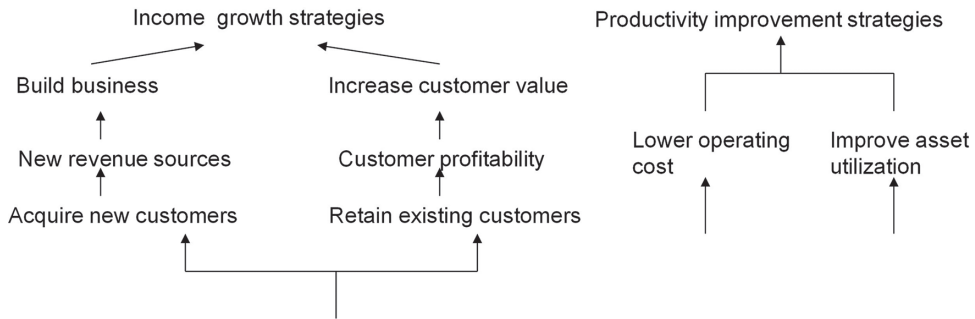 Income growth strategies
Productivity improvement strategies
Build business
Increase customer value
New revenue sources
Customer profitability
Lower operating
cost
Improve asset
utilization
Acquire new customers
Retain existing customers